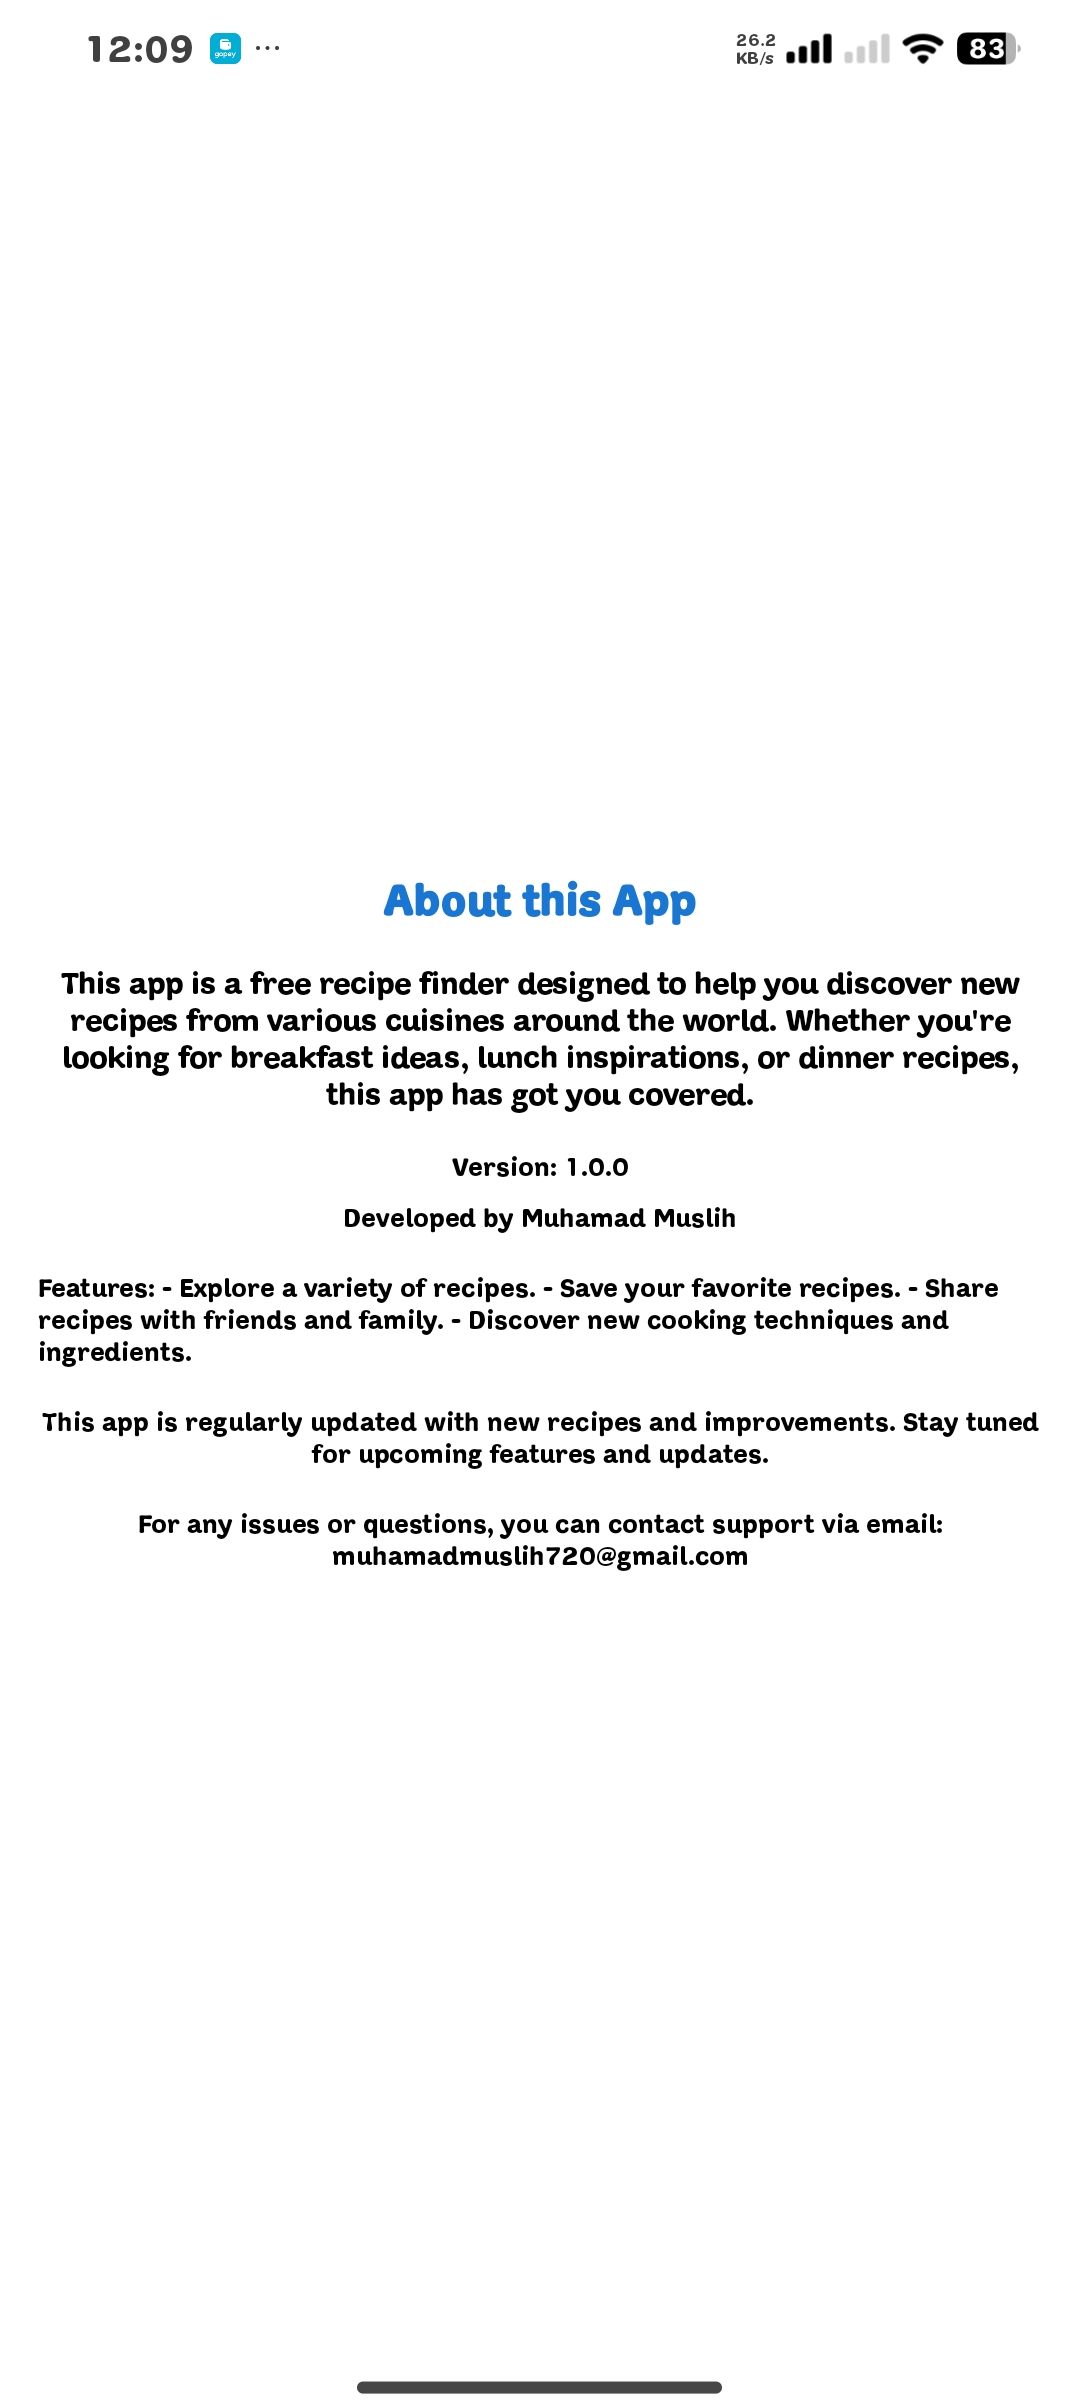 12:09
gopay
...
26.2
KB/s
83
About this App
This app is a free recipe finder designed to help you discover new
recipes from various cuisines around the world. Whether you're
looking for breakfast ideas, lunch inspirations, or dinner recipes,
this app has got you covered.
Version: 1.0.0
Developed by Muhamad Muslih
Features: - Explore a variety of recipes. - Save your favorite recipes. - Share
recipes with friends and family. - Discover new cooking techniques and
ingredients.
This app is regularly updated with new recipes and improvements. Stay tuned
for upcoming features and updates.
For any issues or questions, you can contact support via email:
muhamadmuslih720@gmail.com